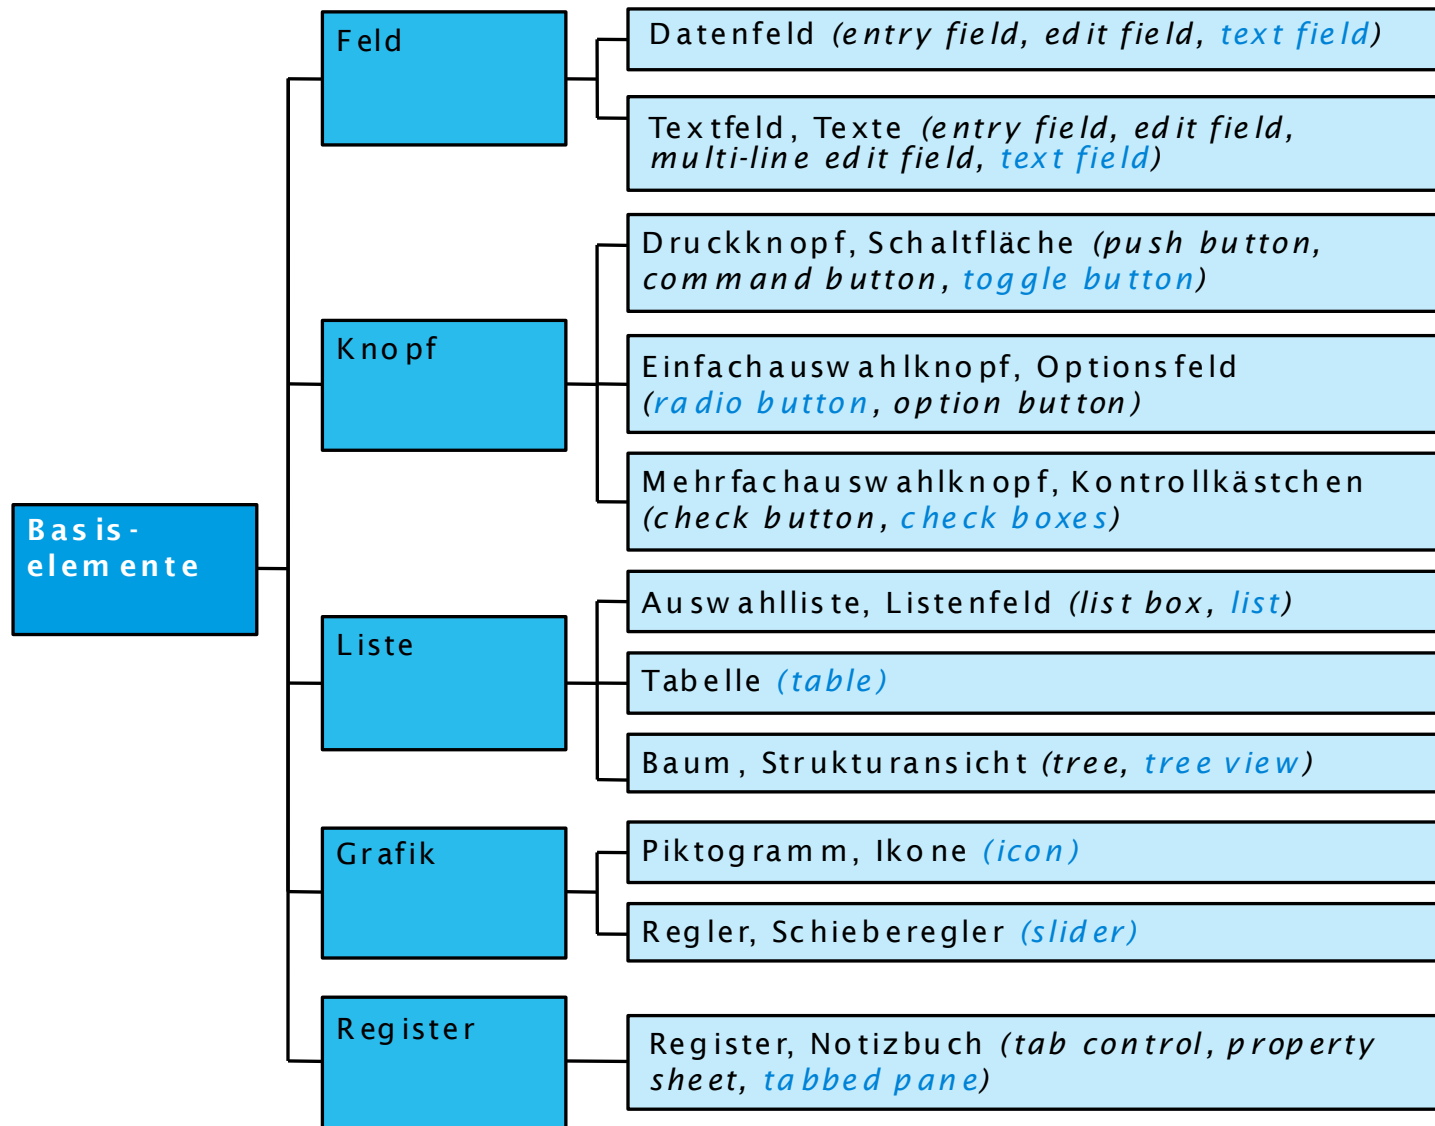 Basis-
elemente
Feld
Datenfeld (entry field, edit field, text field)
Textfeld, Texte (entry field, edit field,
multi-line edit field, text field)
Knopf
Druckknopf, Schaltfläche (push button,
command button, toggle button)
Einfachauswahlknopf, Optionsfeld
(radio button, option button)
Mehrfachauswahlknopf, Kontrollkästchen
(check button, check boxes)
Liste
Auswahlliste, Listenfeld (list box, list)
Tabelle (table)
Baum, Strukturansicht (tree, tree view)
Grafik
Piktogramm, Ikone (icon)
Regler, Schieberegler (slider)
Register
Register, Notizbuch (tab control, property
sheet, tabbed pane)